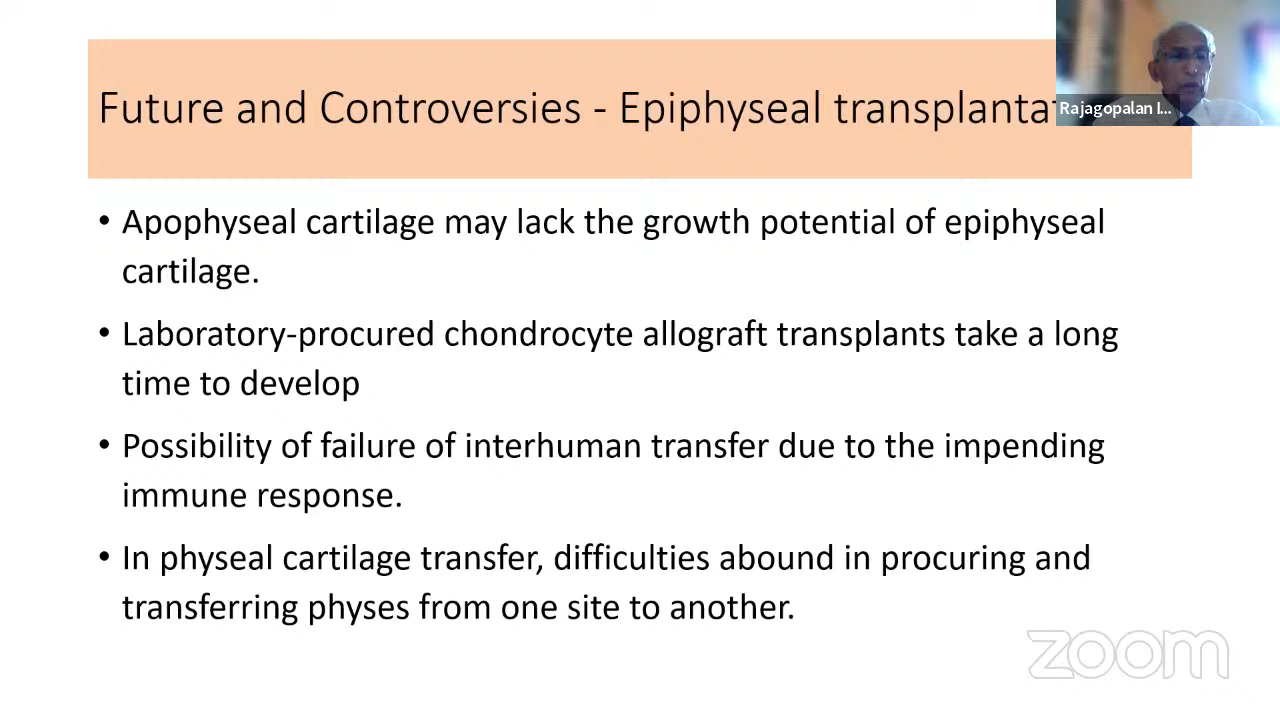 Future and Controversies - Epiphyseal transplantat
Rajagopalan I...
• Apophyseal cartilage may lack the growth potential of epiphyseal
cartilage.
• Laboratory-procured chondrocyte allograft transplants take a long
time to develop
• Possibility of failure of interhuman transfer due to the impending
immune response.
• In physeal cartilage transfer, difficulties abound in procuring and
transferring physes from one site to another.
zoom